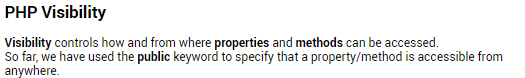 PHP Visibility
Visibility controls how and from where properties and methods can be accessed.
So far, we have used the public keyword to specify that a property/method is accessible from
anywhere.